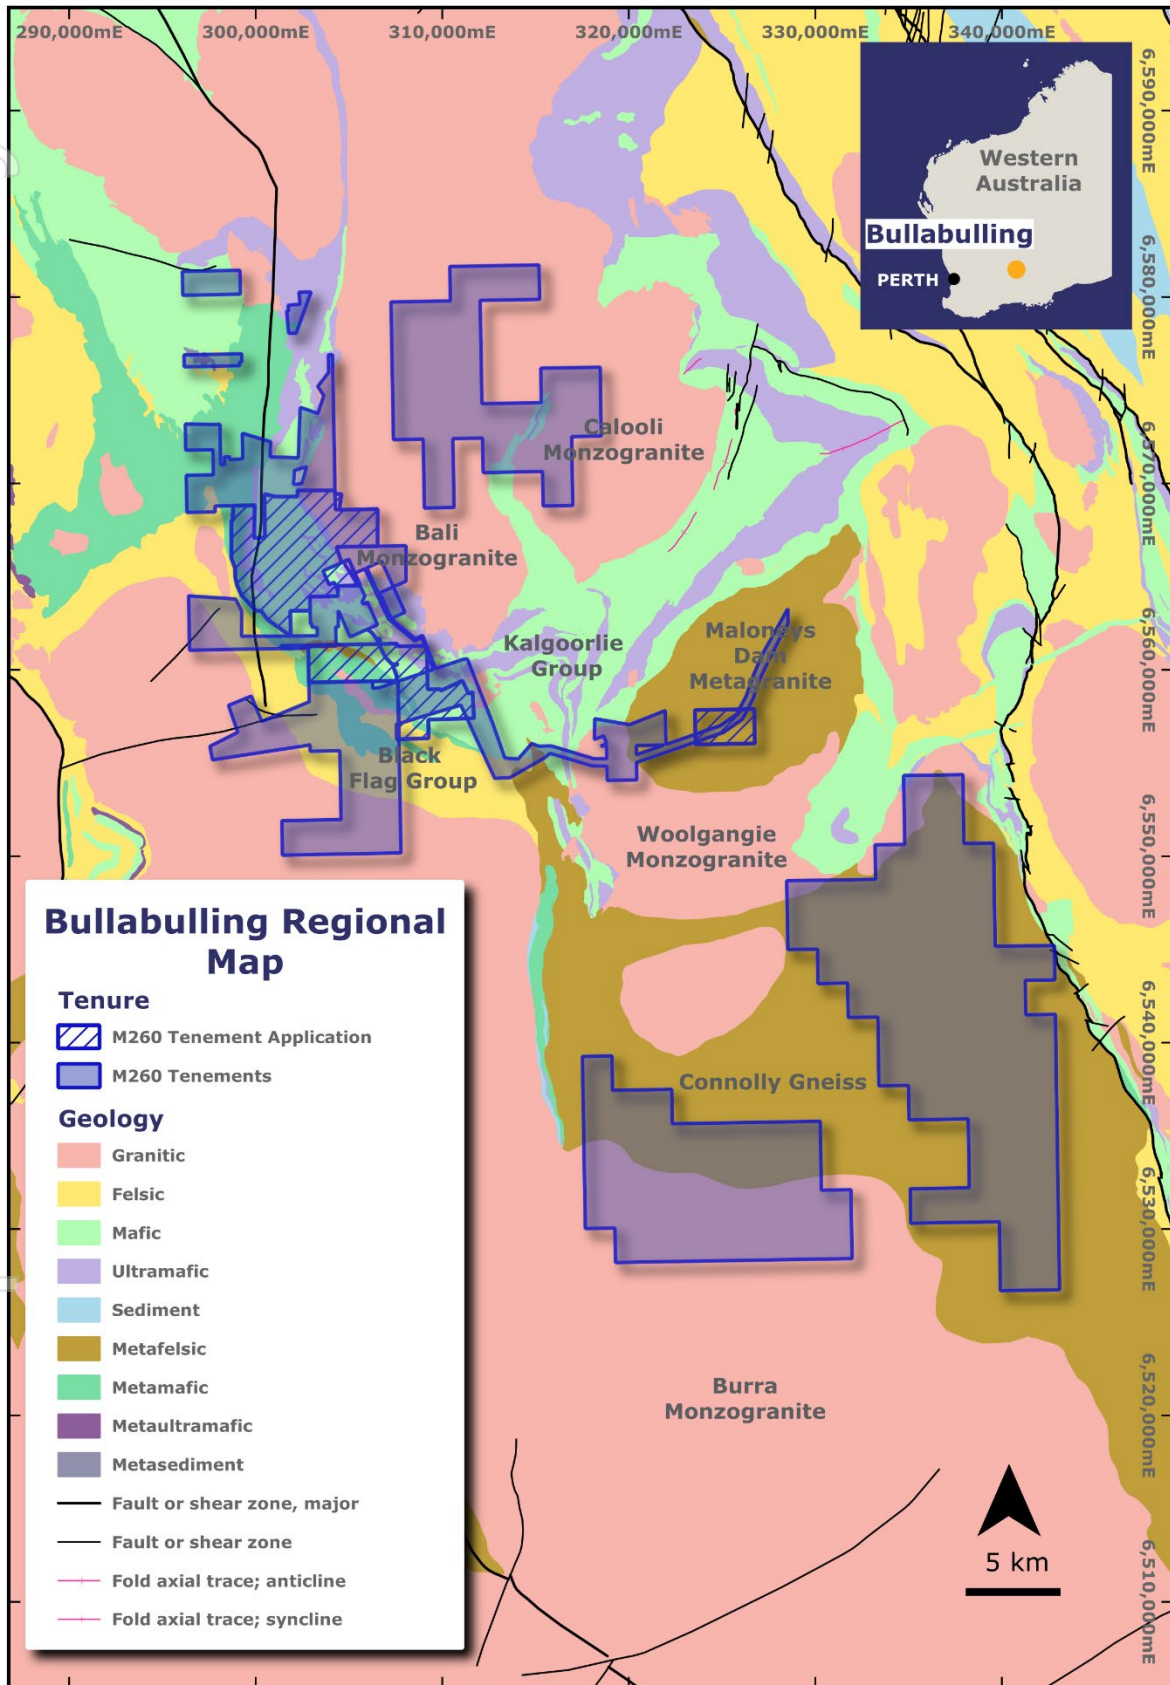 290,000mE
300,000mE
310,000mE
320,000mE
330,000mE
340,000mE
6,590,000mE
6,580,000mE
6,570,000mE
6,560,000mE
6,550,000mE
6,540,000mE
6,530,000mE
6,520,000mE
6,510,000mE
Western
Australia
Bullabulling
PERTH
Calooli
Monzogranite
Bali
Monzogranite
Kalgoorlie
Group
Maloneys
Dam
Metagranite
Black
Flag Group
Woolgangie
Monzogranite
Connolly Gneiss
Burra
Monzogranite
Bullabulling Regional
Map
Tenure
M260 Tenement Application
M260 Tenements
Geology
Granitic
Felsic
Mafic
Ultramafic
Sediment
Metafelsic
Metamafic
Metaultramafic
Metasediment
Fault or shear zone, major
Fault or shear zone
Fold axial trace; anticline
Fold axial trace; syncline
5 km